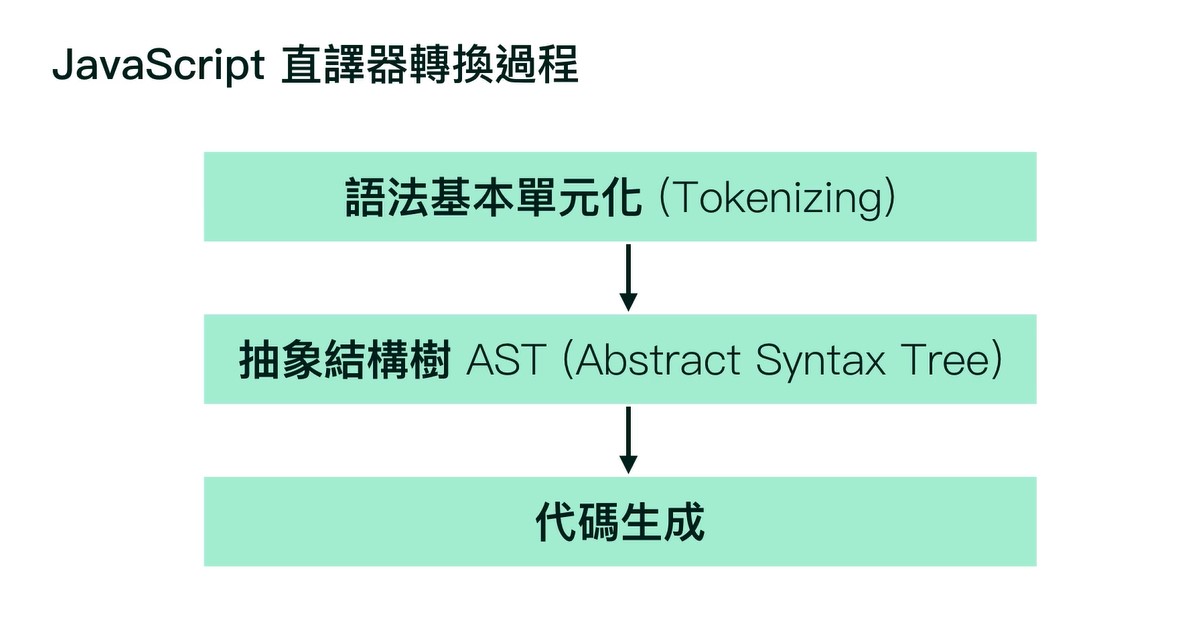 JavaScript 直譯器轉換過程
語法基本單元化 (Tokenizing)
抽象結構樹 AST (Abstract Syntax Tree)
代碼生成